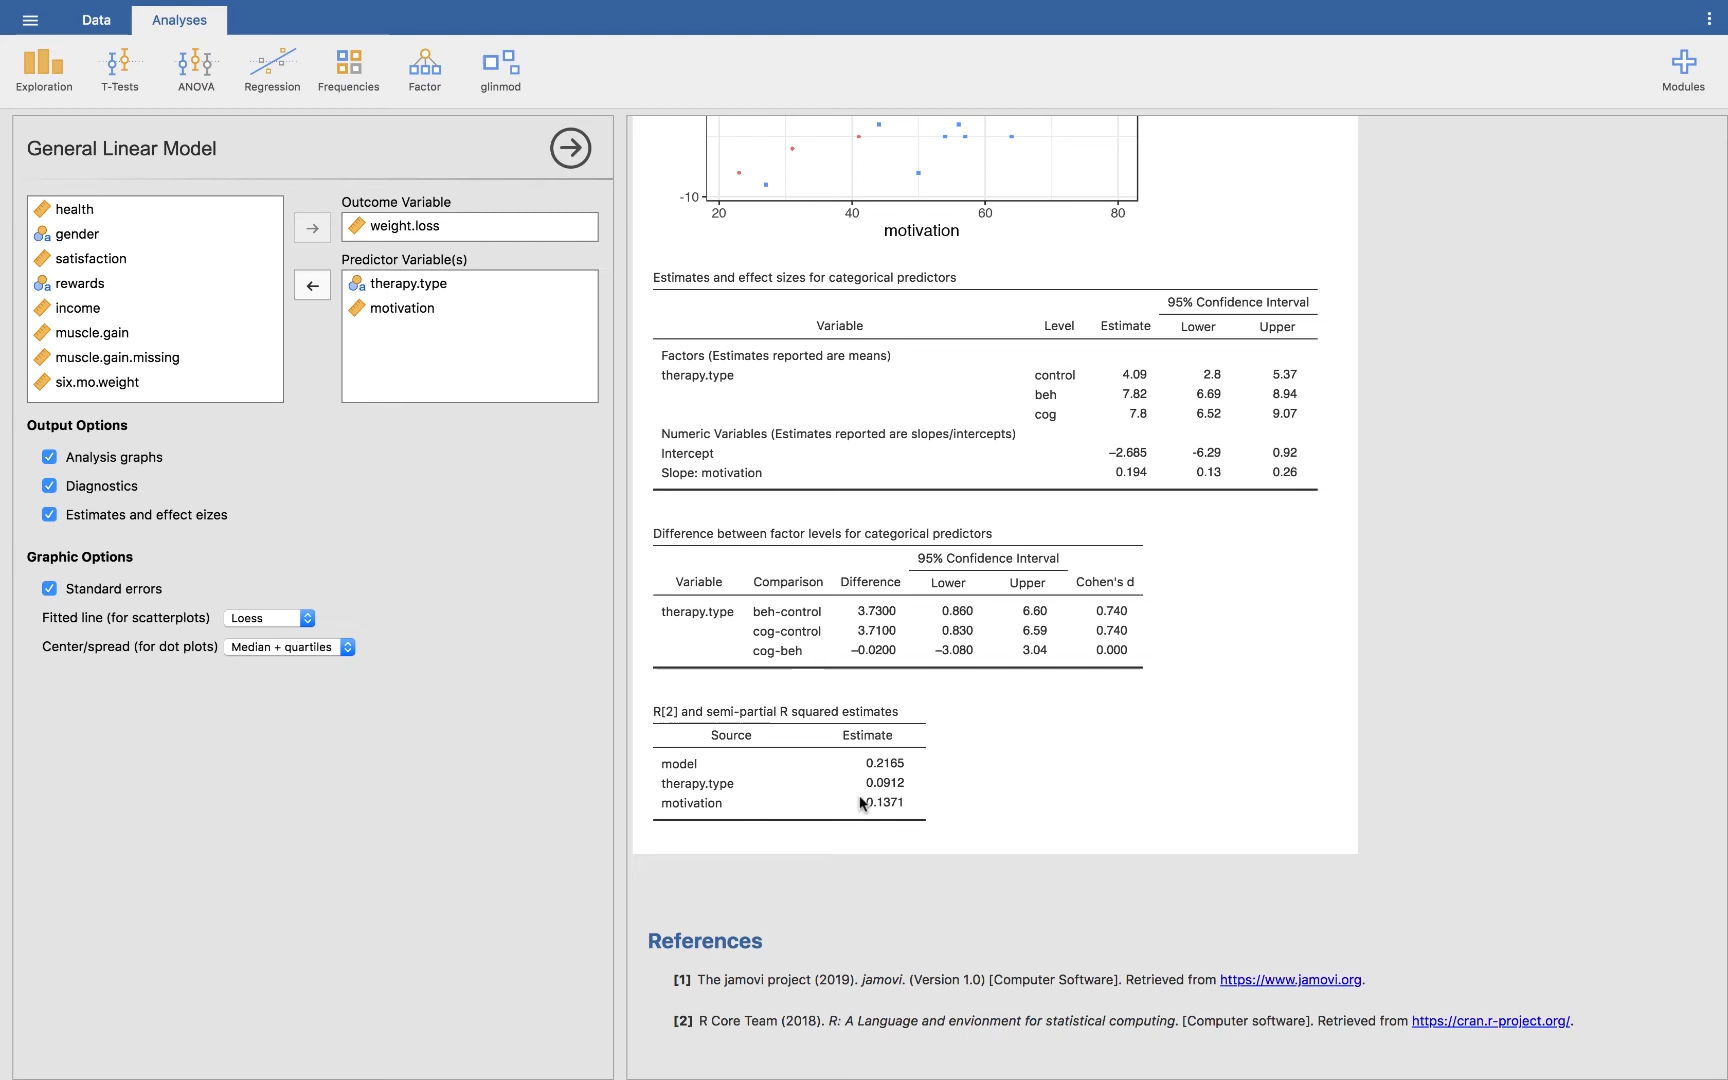 Data
Analyses
Exploration
T-Tests
ANOVA
Regression
Frequencies
Factor
glinmod
Modules
General Linear Model
health
gender
satisfaction
rewards
income
muscle.gain
muscle.gain.missing
six.mo.weight
Outcome Variable
weight.loss
Predictor Variable(s)
therapy.type
motivation
Output Options
Analysis graphs
Diagnostics
Estimates and effect eizes
Graphic Options
Standard errors
Fitted line (for scatterplots) Loess
Center/spread (for dot plots) Median + quartiles
-10
20 40 60 80
motivation
Estimates and effect sizes for categorical predictors
95% Confidence Interval
Variable Level Estimate Lower Upper
Factors (Estimates reported are means)
therapy.type control 4.09 2.8 5.37
beh 7.82 6.69 8.94
cog 7.8 6.52 9.07
Numeric Variables (Estimates reported are slopes/intercepts)
Intercept −2.685 -6.29 0.92
Slope: motivation 0.194 0.13 0.26
Difference between factor levels for categorical predictors
95% Confidence Interval
Variable Comparison Difference Lower Upper Cohen's d
therapy.type beh-control 3.7300 0.860 6.60 0.740
cog-control 3.7100 0.830 6.59 0.740
cog-beh −0.0200 −3.080 3.04 0.000
R[2] and semi-partial R squared estimates
Source Estimate
model 0.2165
therapy.type 0.0912
motivation 0.1371
References
[1] The jamovi project (2019). jamovi. (Version 1.0) [Computer Software]. Retrieved from https://www.jamovi.org.
[2] R Core Team (2018). R: A Language and envionment for statistical computing. [Computer software]. Retrieved from https://cran.r-project.org/.